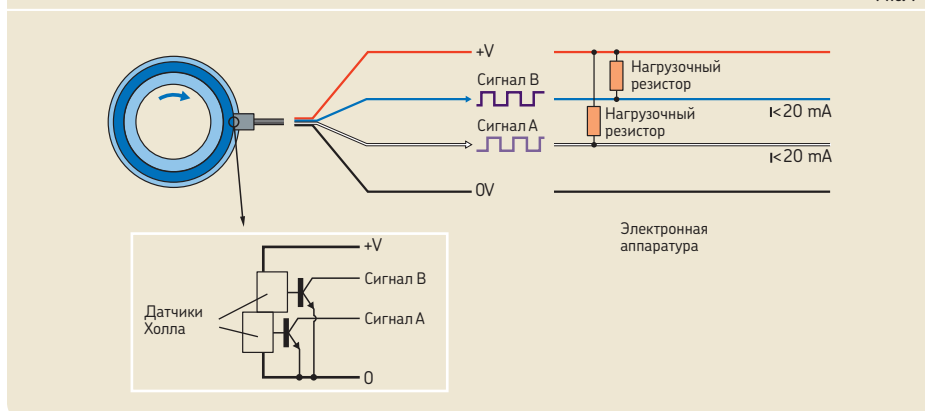 +V
Сигнал B
Нагрузочный
резистор
I<20 mA
Сигнал A
Нагрузочный
резистор
I<20 mA
0V
Электронная
аппаратура
+V
Сигнал B
Датчики
Холла
Сигнал A
0